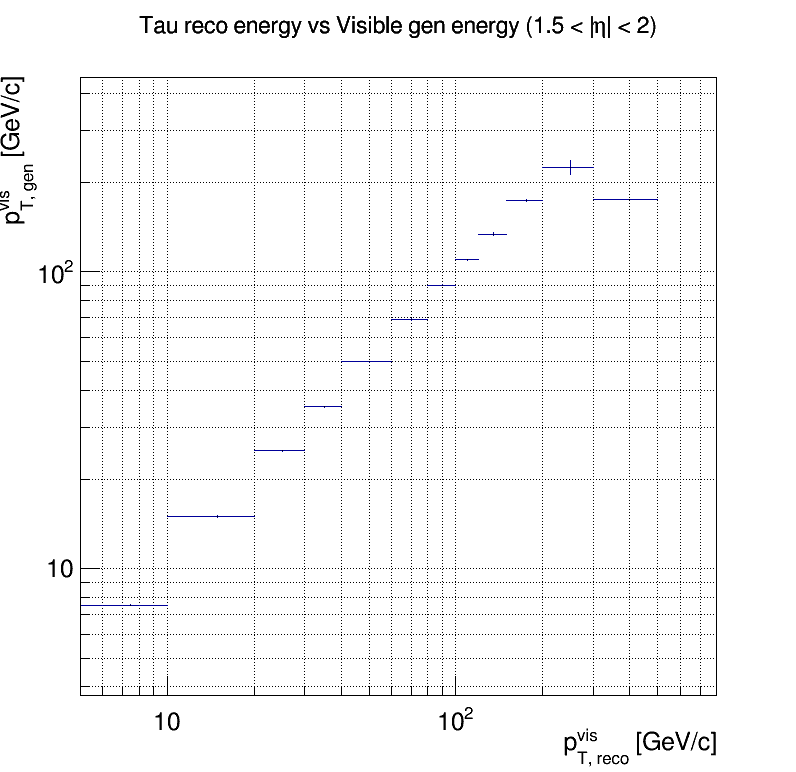 Tau reco energy vs Visible gen energy (1.5 < |η| < 2)
p^vis_T, gen [GeV/c]
10^2
10
10
10^2
p^vis_T, reco [GeV/c]